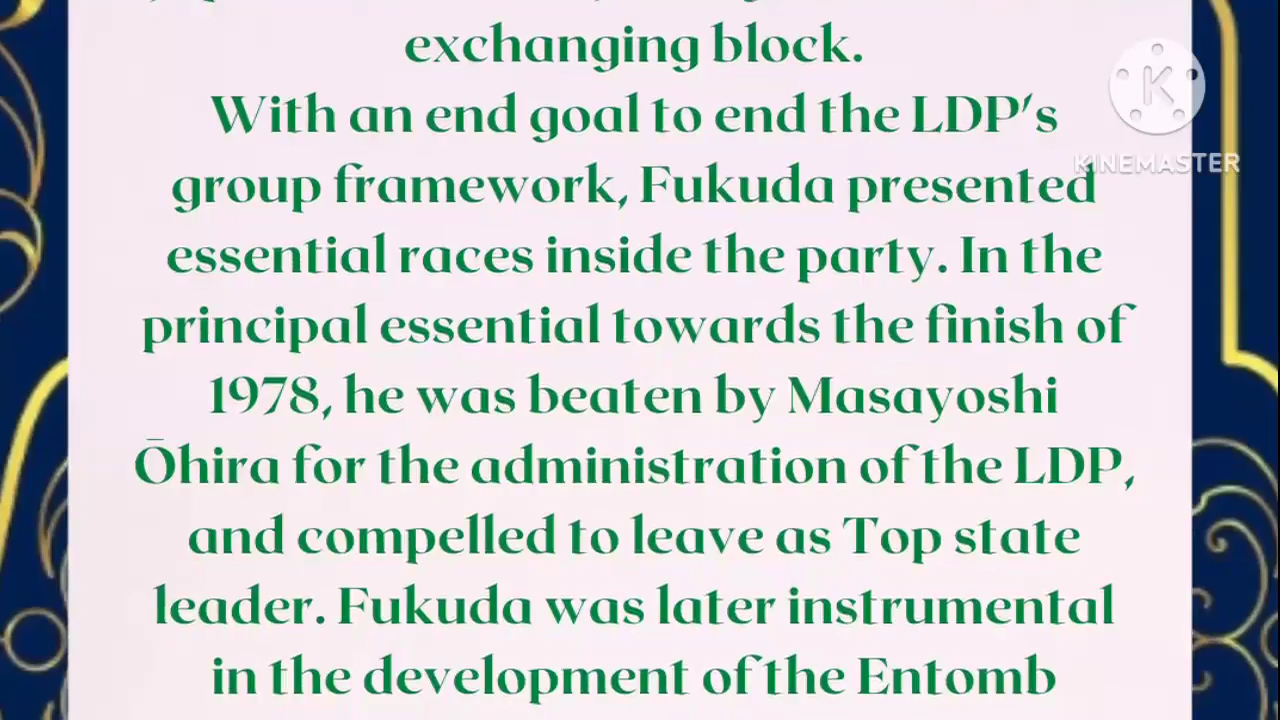 exchanging block.
With an end goal to end the LDP's
group framework, Fukuda presented
essential races inside the party. In the
principal essential towards the finish of
1978, he was beaten by Masayoshi
Ōhira for the administration of the LDP,
and compelled to leave as Top state
leader. Fukuda was later instrumental
in the development of the Entomb
K
KINEMASTER